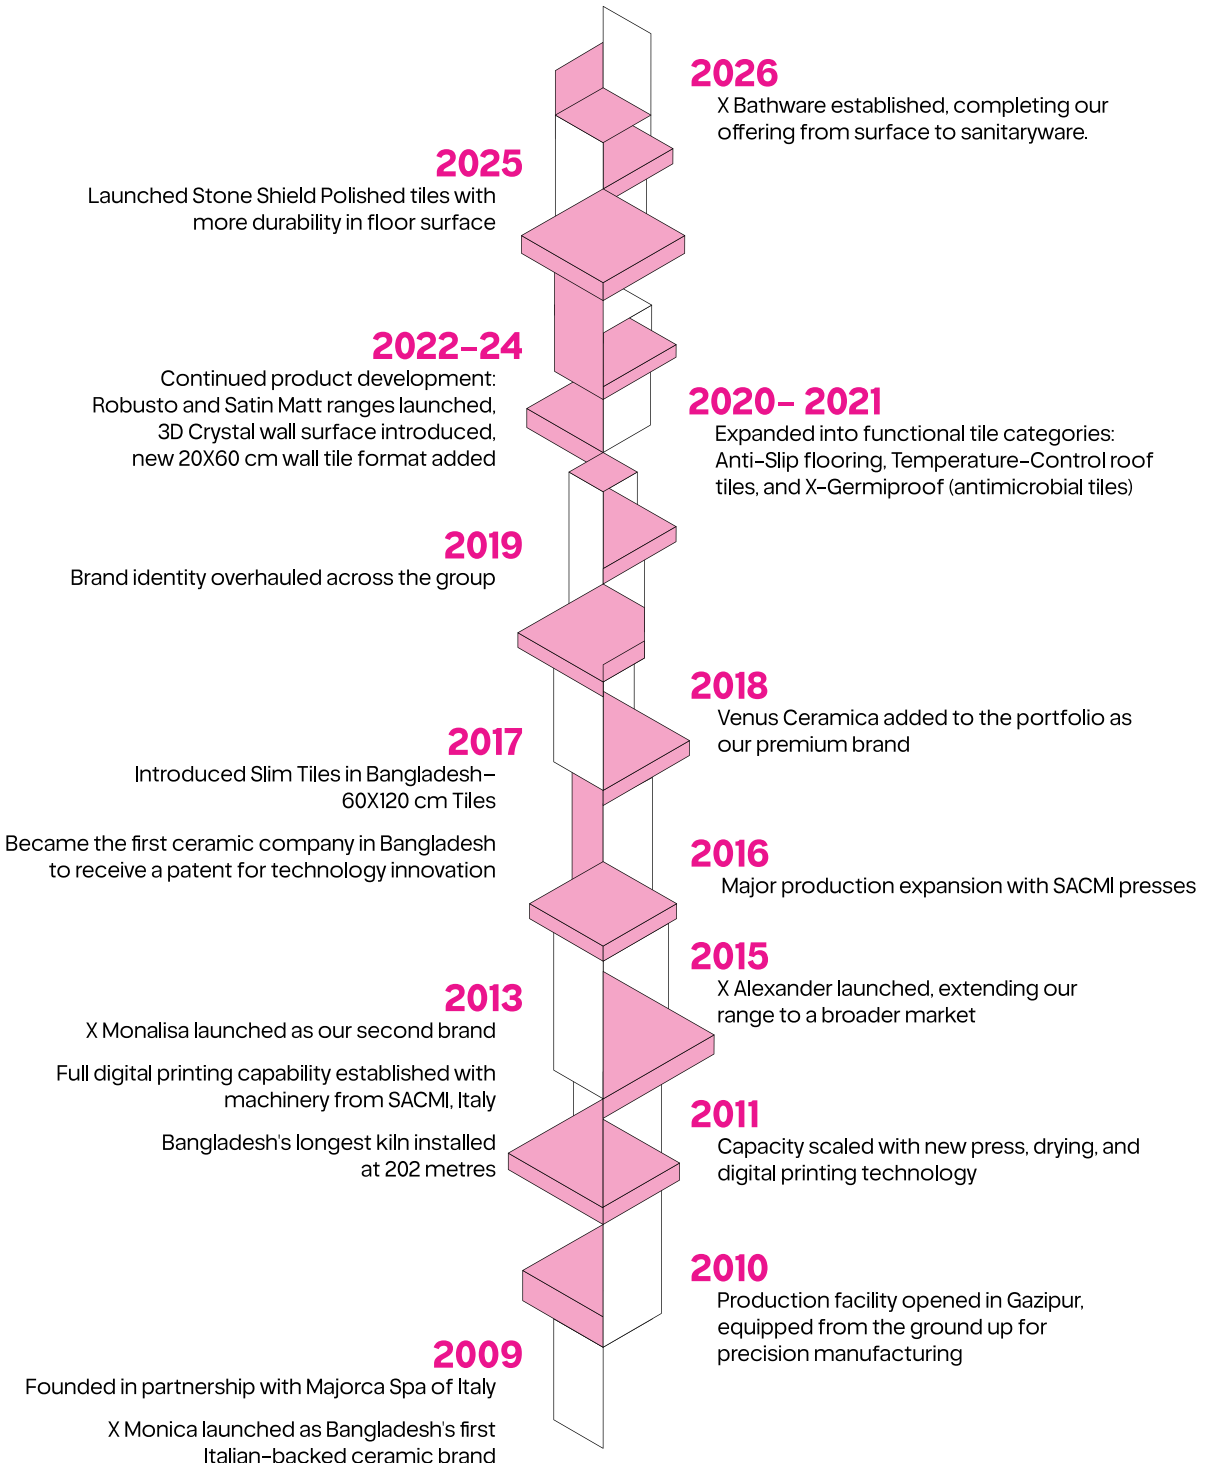 2026
X Bathware established, completing our
offering from surface to sanitaryware.
2025
Launched Stone Shield Polished tiles with
more durability in floor surface
2022–24
Continued product development:
Robusto and Satin Matt ranges launched,
3D Crystal wall surface introduced,
new 20X60 cm wall tile format added
2020– 2021
Expanded into functional tile categories:
Anti–Slip flooring, Temperature–Control roof
tiles, and X–Germiproof (antimicrobial tiles)
2019
Brand identity overhauled across the group
2018
Venus Ceramica added to the portfolio as
our premium brand
2017
Introduced Slim Tiles in Bangladesh–
60X120 cm Tiles
Became the first ceramic company in Bangladesh
to receive a patent for technology innovation
2016
Major production expansion with SACMI presses
2015
X Alexander launched, extending our
range to a broader market
2013
X Monalisa launched as our second brand
Full digital printing capability established with
machinery from SACMI, Italy
Bangladesh's longest kiln installed
at 202 metres
2011
Capacity scaled with new press, drying, and
digital printing technology
2010
Production facility opened in Gazipur,
equipped from the ground up for
precision manufacturing
2009
Founded in partnership with Majorca Spa of Italy
X Monica launched as Bangladesh's first
Italian–backed ceramic brand